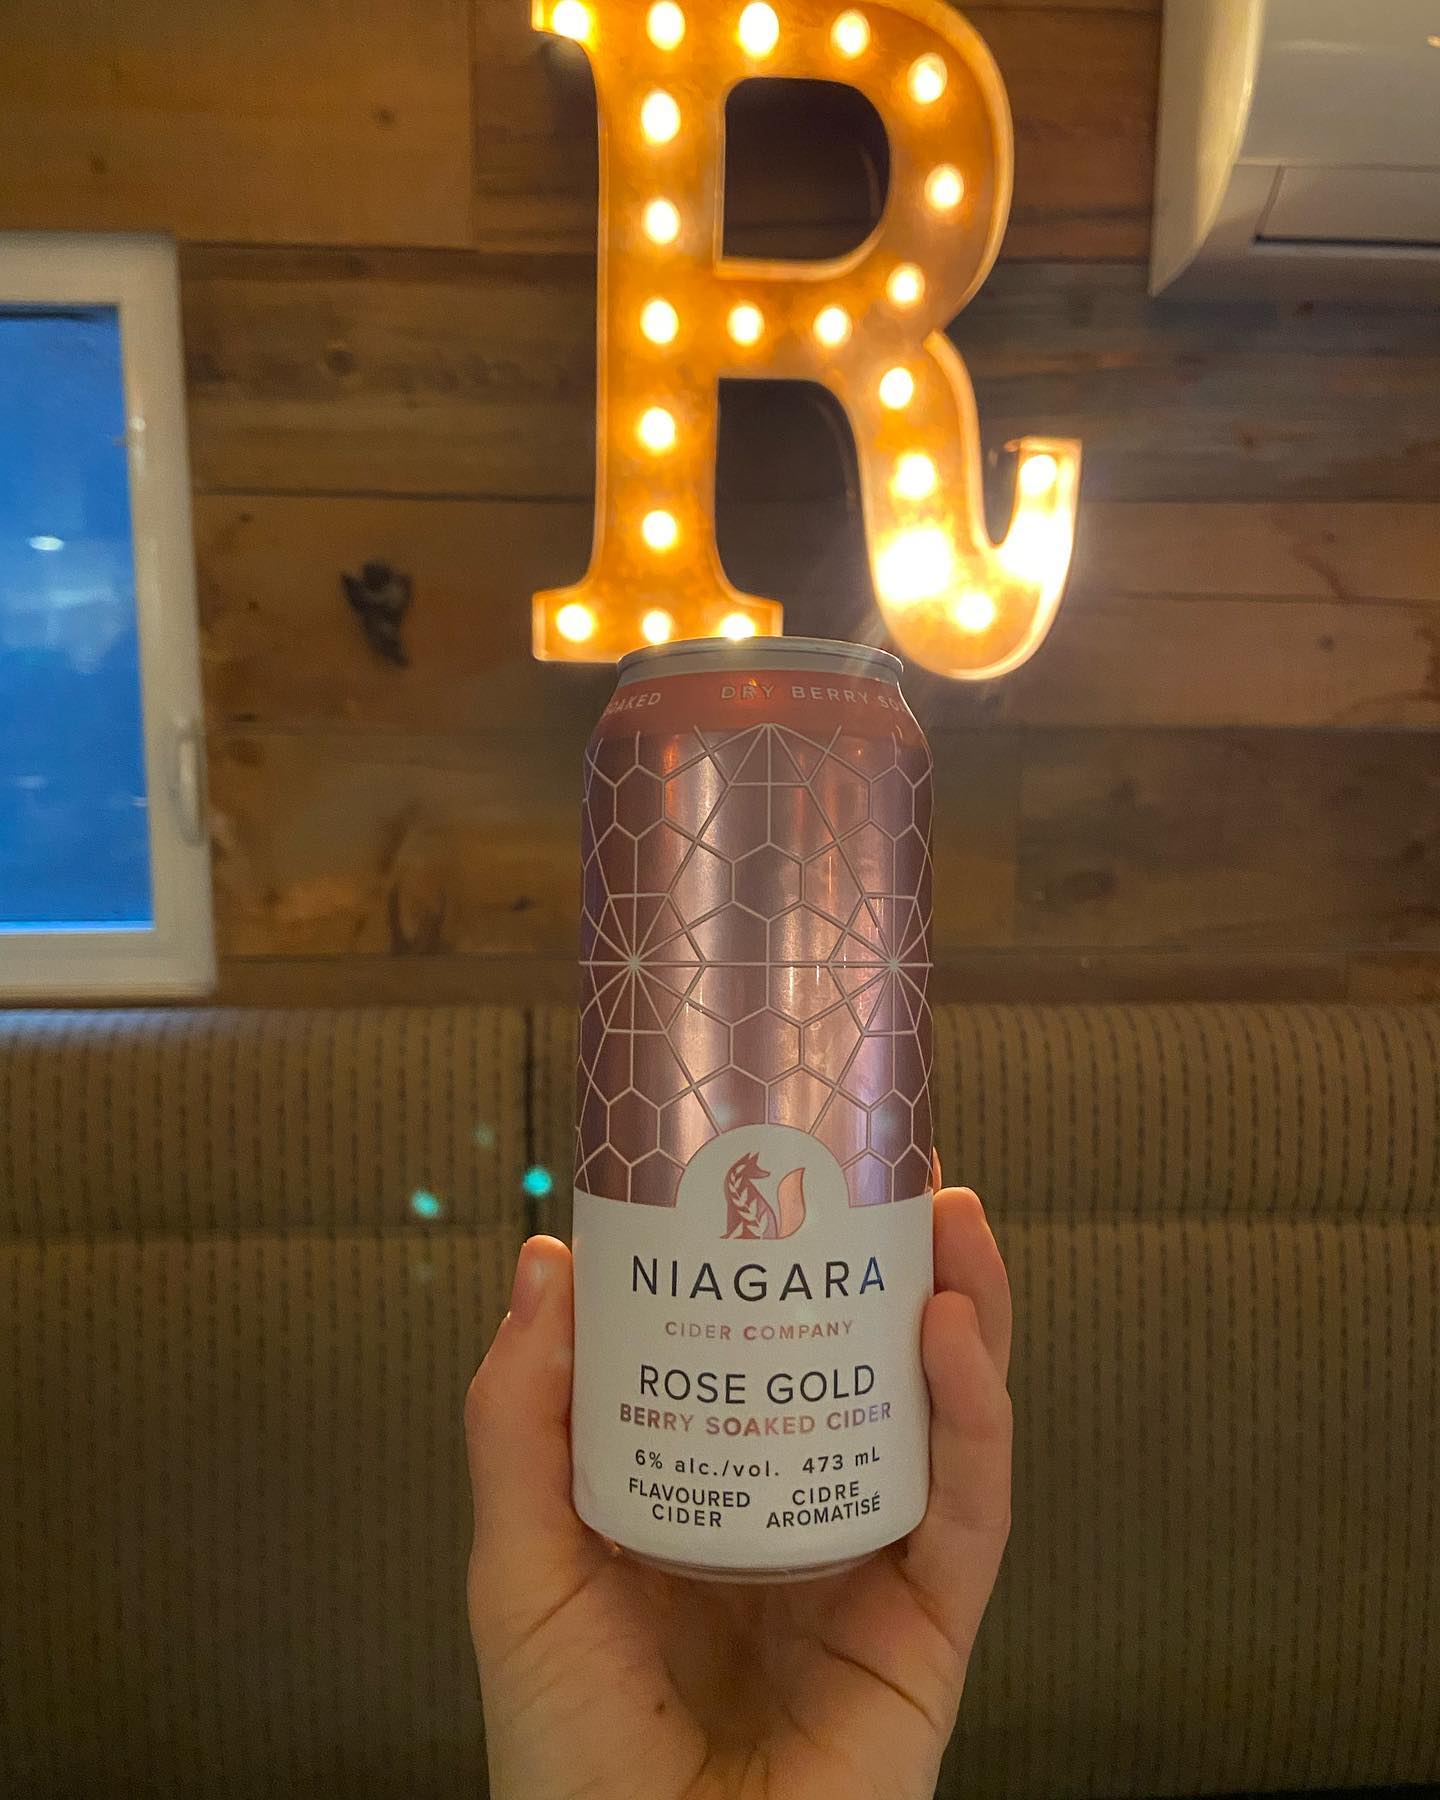 R
SOAKED DRY BERRY
NIAGARA
CIDER COMPANY
ROSE GOLD
BERRY SOAKED CIDER
6% alc./vol. 473 mL
FLAVOURED CIDER
CIDRE AROMATISÉ